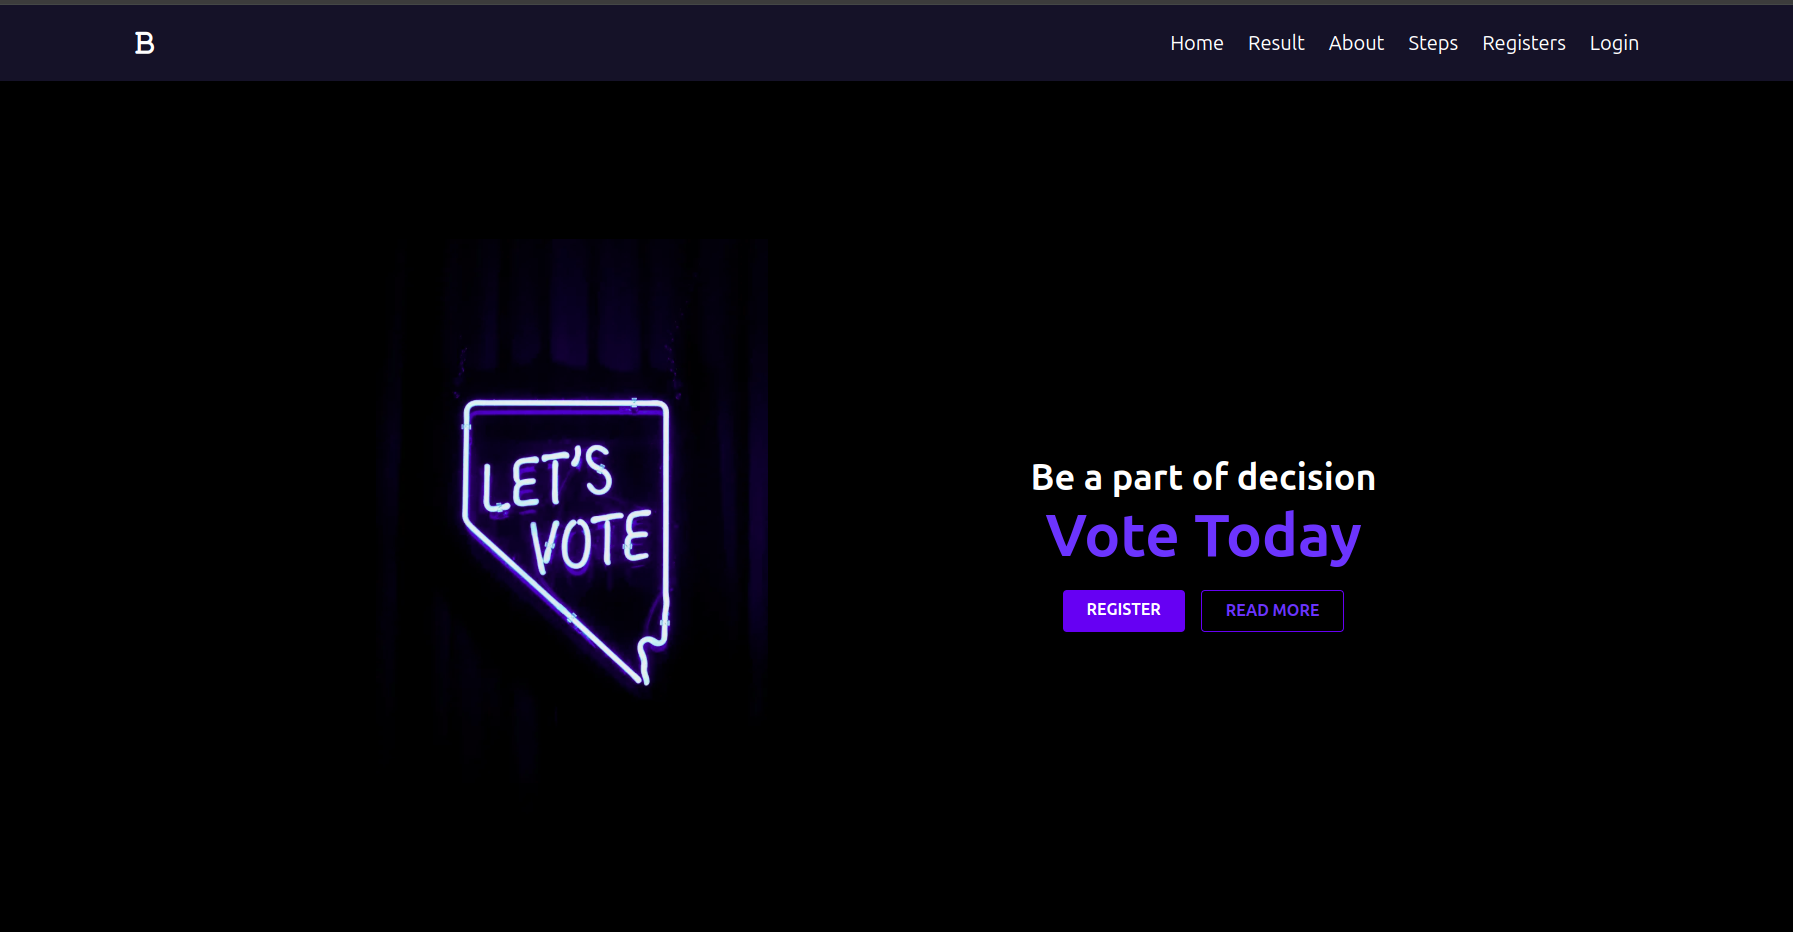 B
Home Result About Steps Registers Login
LET'S
VOTE
Be a part of decision
Vote Today
REGISTER READ MORE